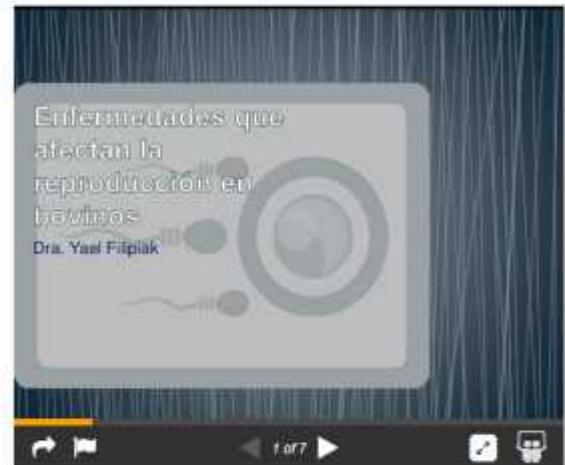 Enfermedades que
afectan la
reproducción en
bovinos
Dra. Yael Filipiak
1 of 7